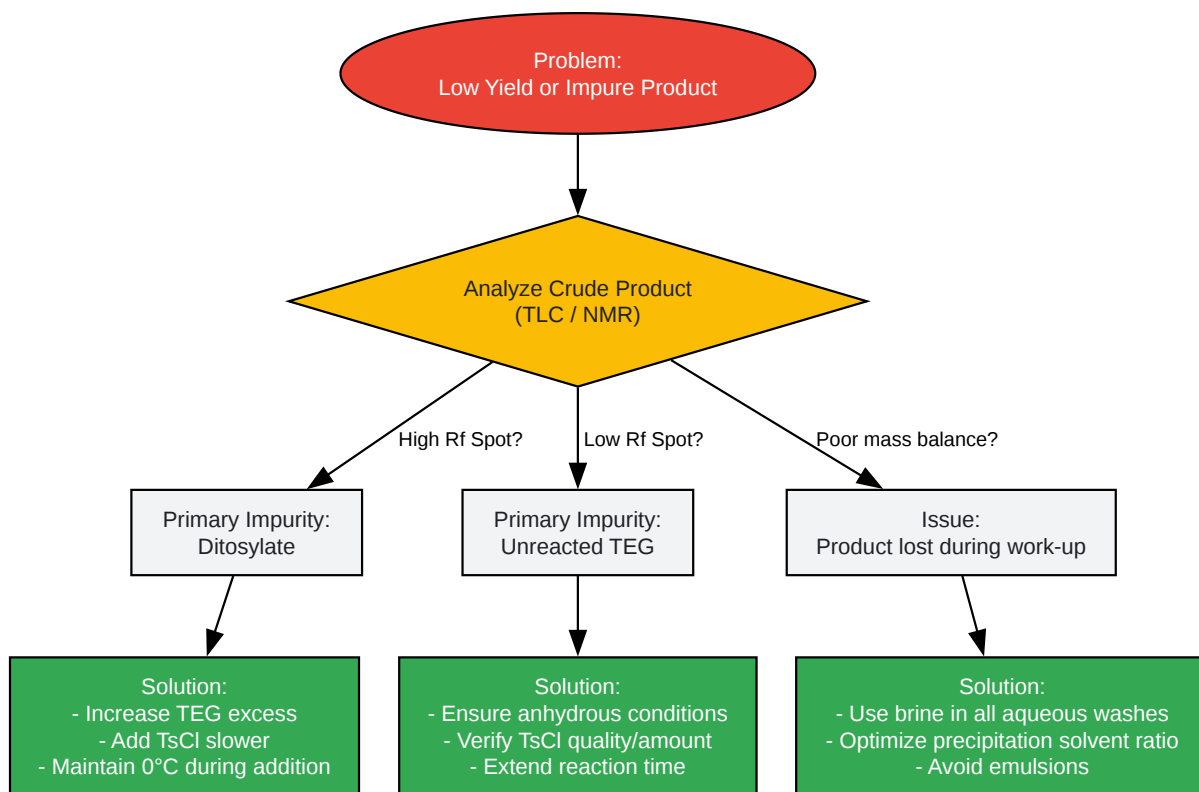 Problem:
Low Yield or Impure Product
Analyze Crude Product
(TLC / NMR)
High Rf Spot?
Low Rf Spot?
Poor mass balance?
Primary Impurity:
Ditosylate
Primary Impurity:
Unreacted TEG
Issue:
Product lost during work-up
Solution:
- Increase TEG excess
- Add TsCl slower
- Maintain 0°C during addition
Solution:
- Ensure anhydrous conditions
- Verify TsCl quality/amount
- Extend reaction time
Solution:
- Use brine in all aqueous washes
- Optimize precipitation solvent ratio
- Avoid emulsions